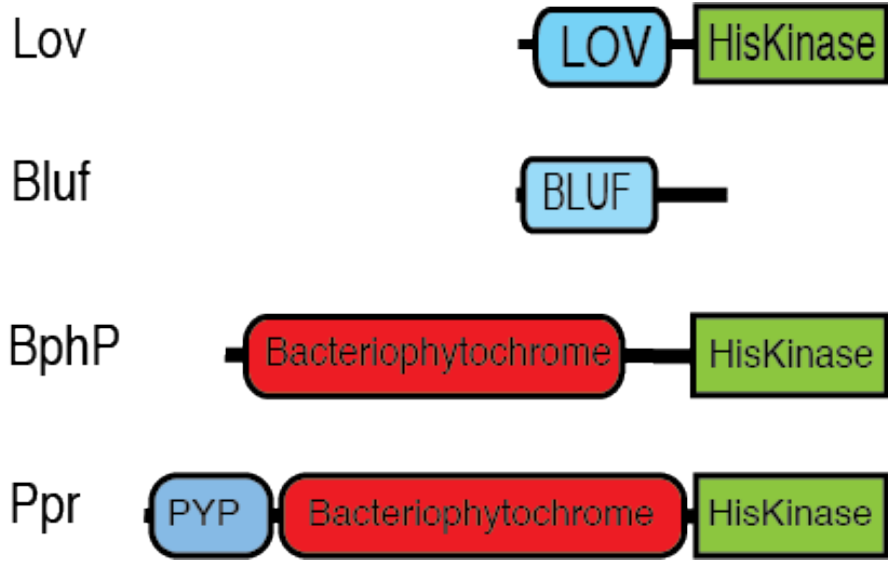 Lov LOV HisKinase
Bluf BLUF
BphP Bacteriophytochrome HisKinase
Ppr PYP Bacteriophytochrome HisKinase